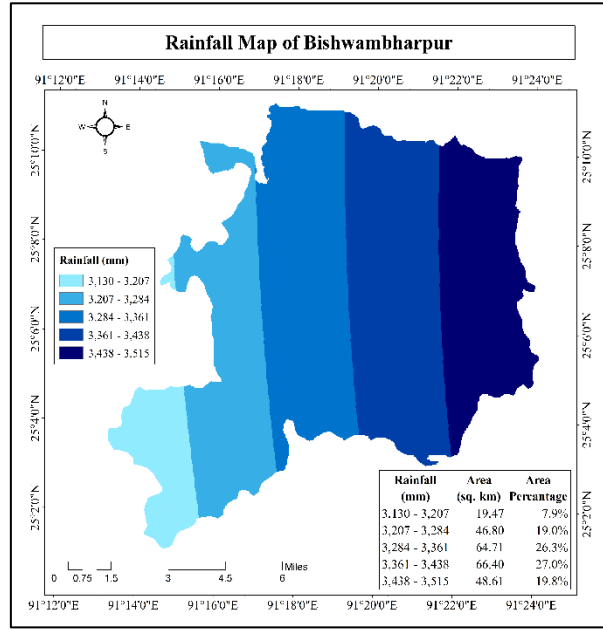 Rainfall Map of Bishwambharpur
91°12'0"E 91°14'0"E 91°16'0"E 91°18'0"E 91°20'0"E 91°22'0"E 91°24'0"E
N
W E
S
25°10'0"N 25°10'0"N
25°8'0"N 25°8'0"N
Rainfall (mm)
3,130 - 3,207
3,207 - 3,284
3,284 - 3,361
3,361 - 3,438
3,438 - 3,515
25°6'0"N 25°6'0"N
25°4'0"N 25°4'0"N
25°2'0"N 25°2'0"N
Rainfall Area Area
(mm) (sq. km) Percentage
3,130 - 3,207 19.47 7.9%
3,207 - 3,284 46.80 19.0%
3,284 - 3,361 64.71 26.3%
3,361 - 3,438 66.40 27.0%
3,438 - 3,515 48.61 19.8%
Miles
0 0.75 1.5 3 4.5 6
91°12'0"E 91°14'0"E 91°16'0"E 91°18'0"E 91°20'0"E 91°22'0"E 91°24'0"E